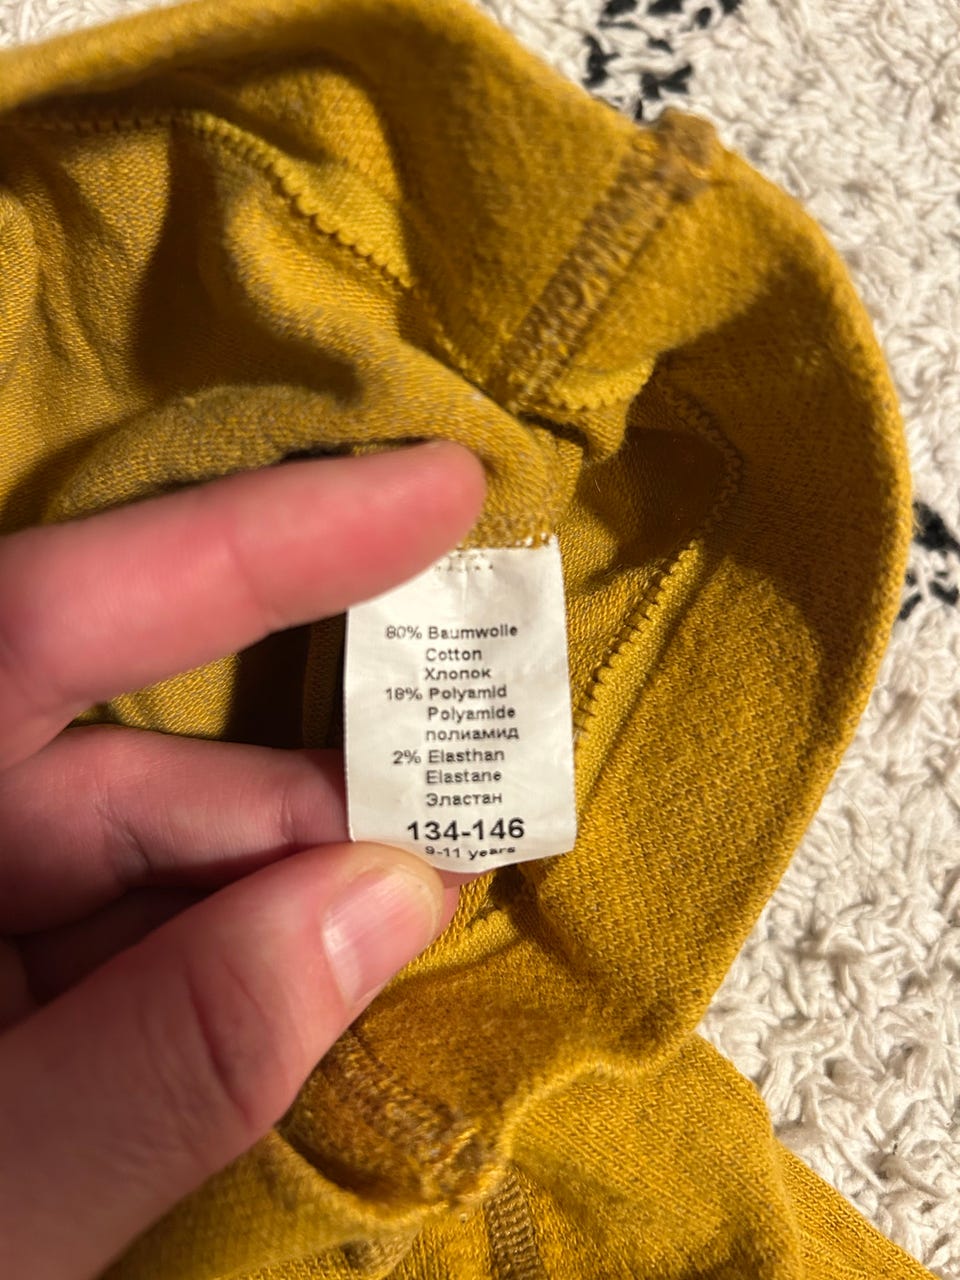 80% Baumwolle
Cotton
Хлопок
18% Polyamid
Polyamide
полиамид
2% Elasthan
Elastane
Эластан
134-146
9-11 years